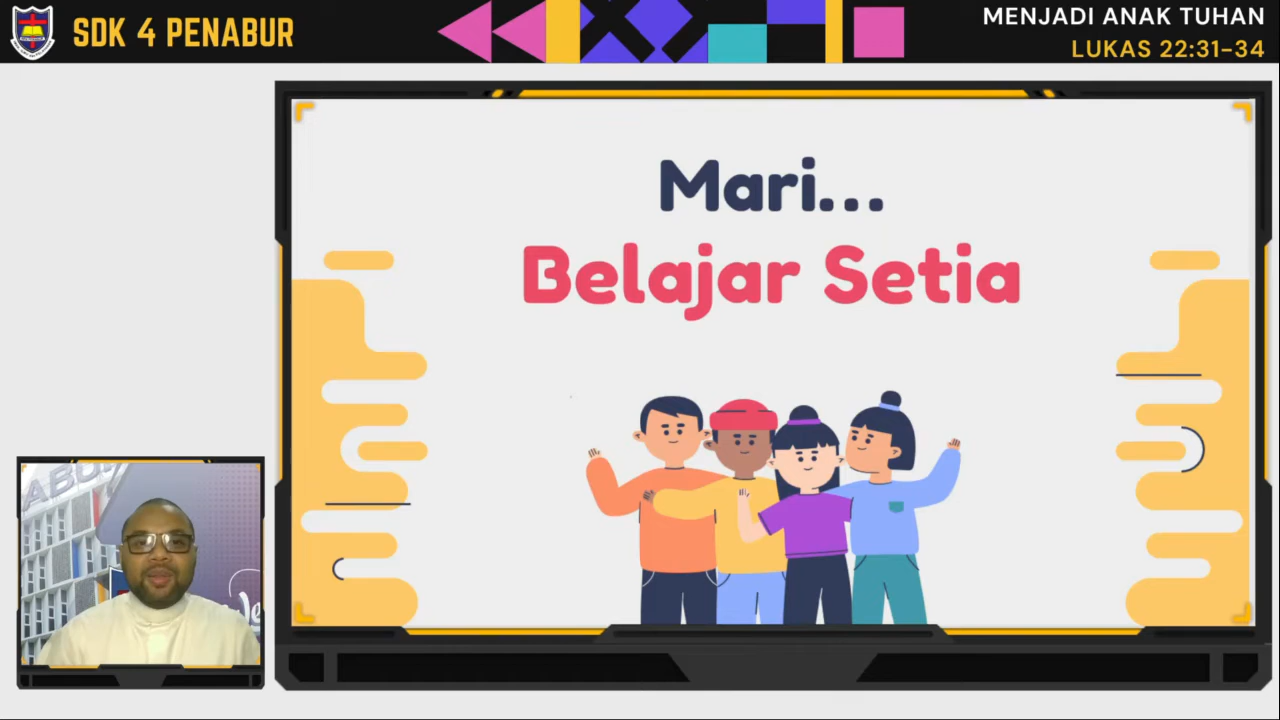 SDK 4 PENABUR
MENJADI ANAK TUHAN
LUKAS 22:31-34
Mari...
Belajar Setia